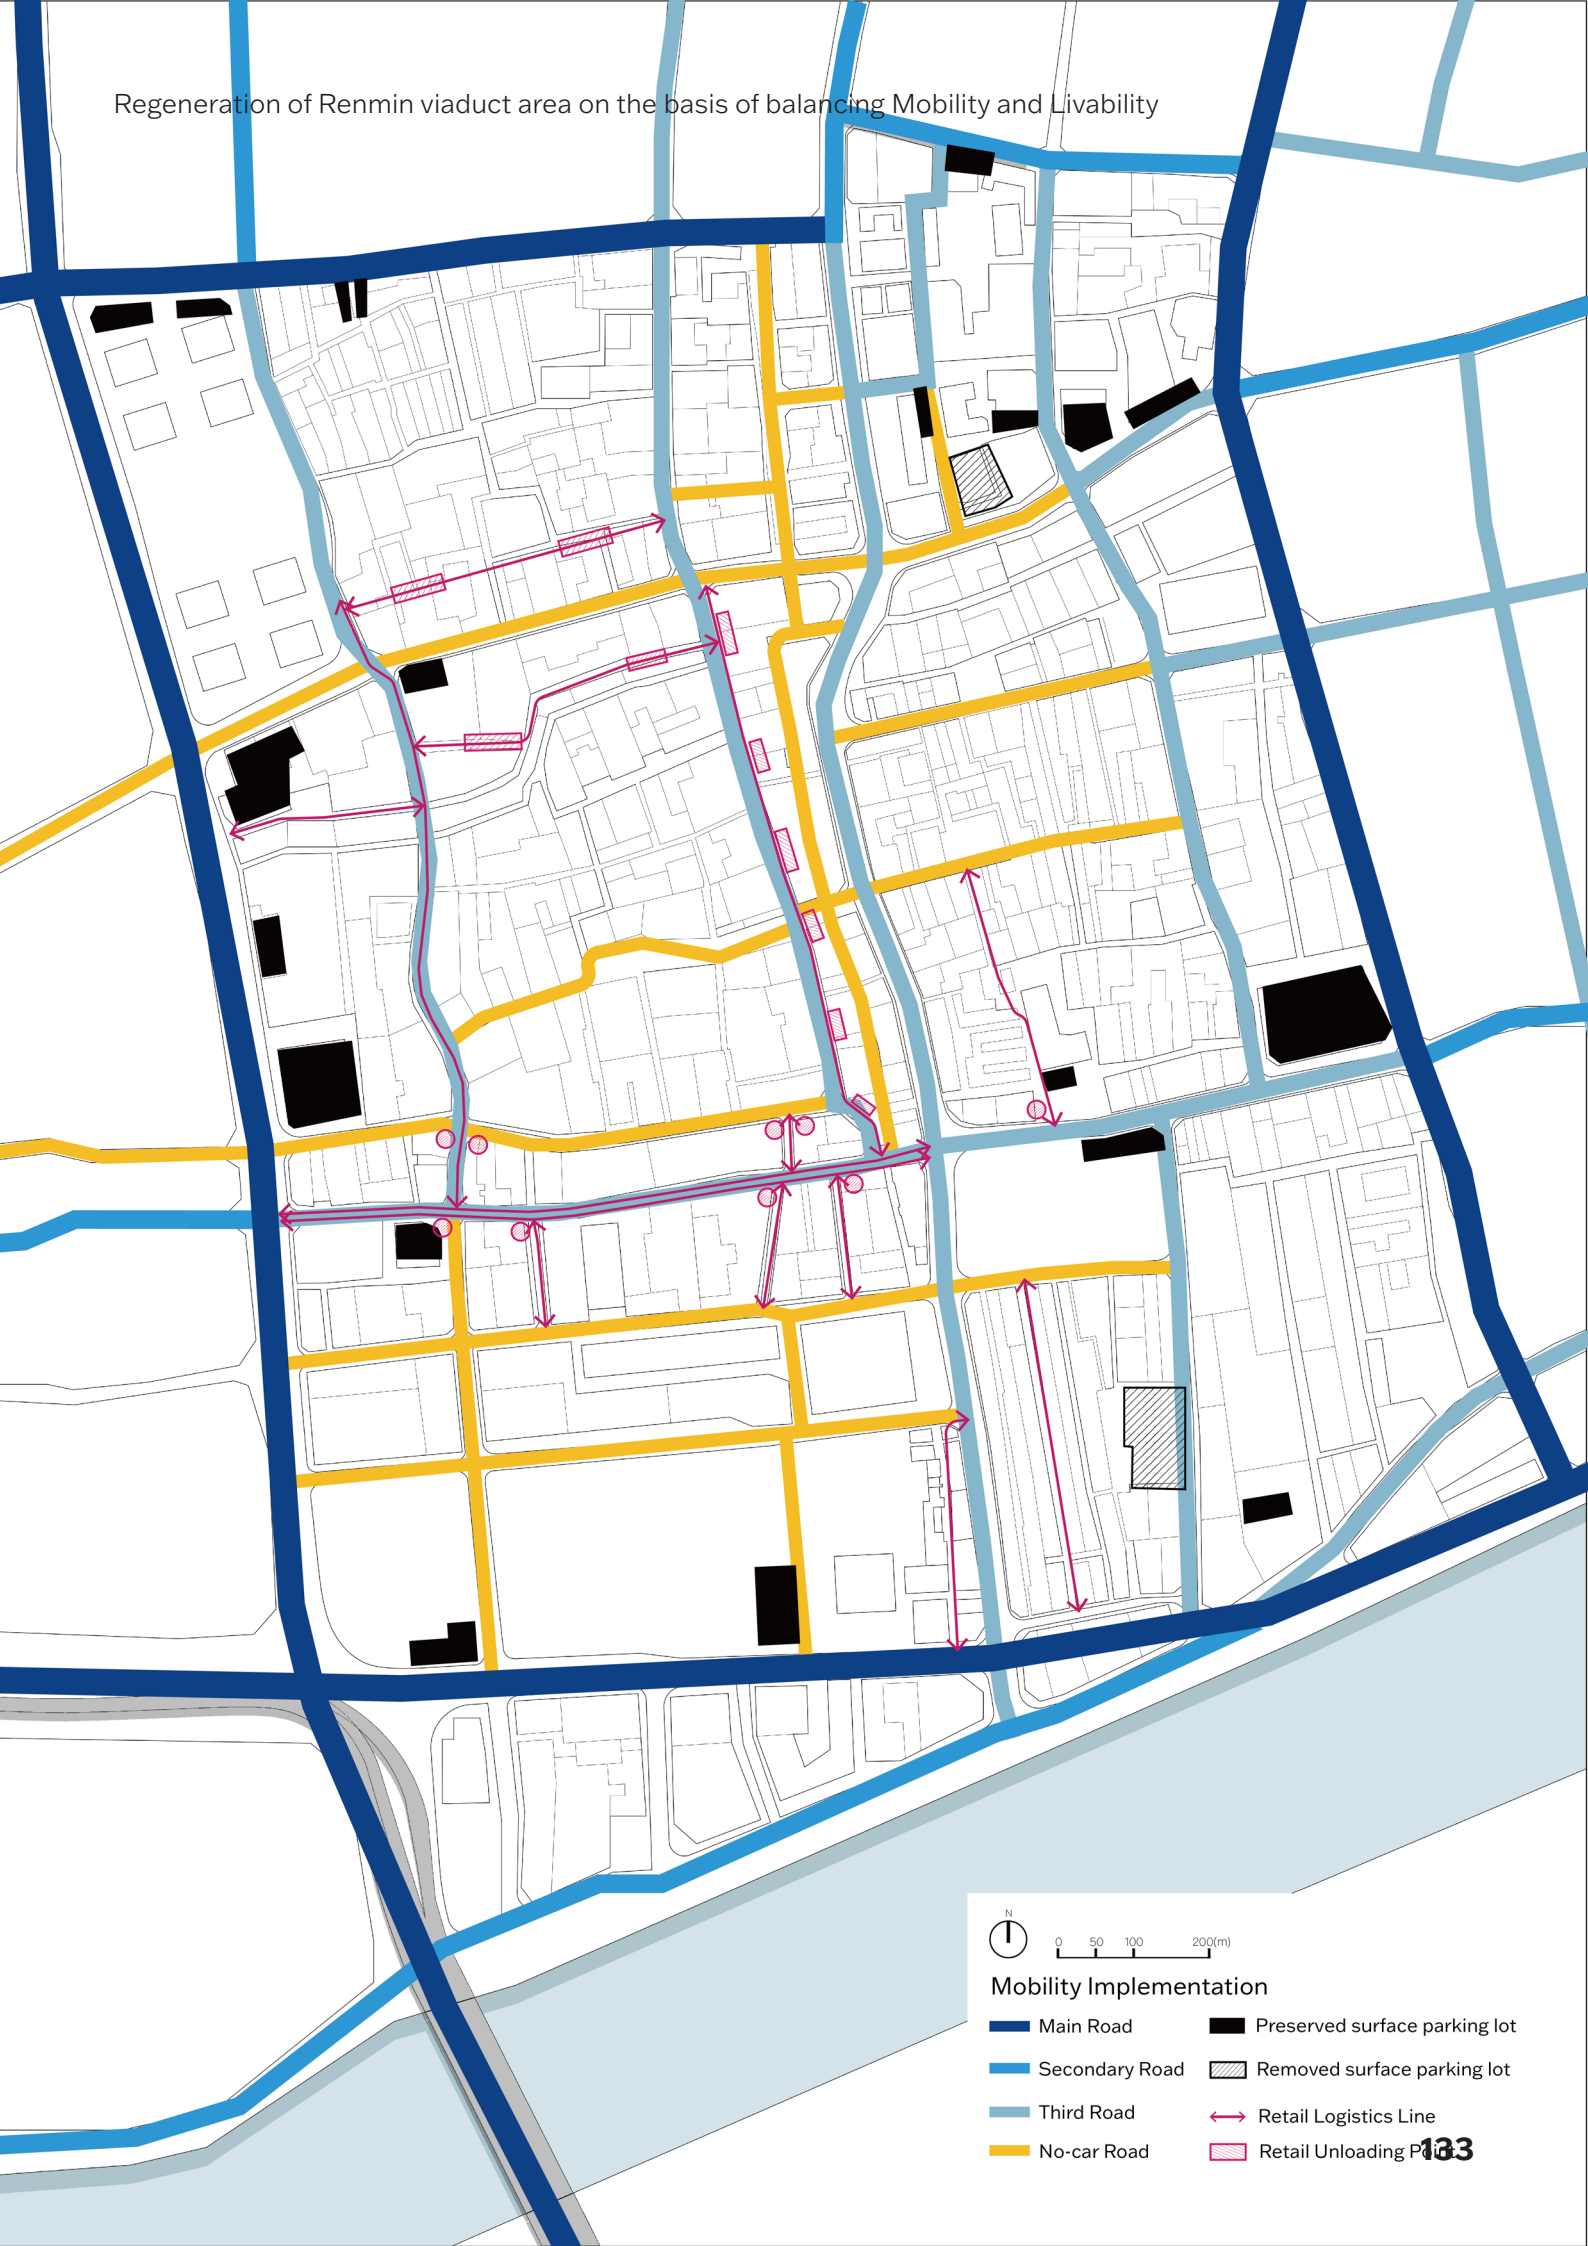 Regeneration of Renmin viaduct area on the basis of balancing Mobility and Livability
N
0 50 100 200(m)
Mobility Implementation
Main Road
Preserved surface parking lot
Secondary Road
Removed surface parking lot
Third Road
Retail Logistics Line
No-car Road
Retail Unloading Point
133